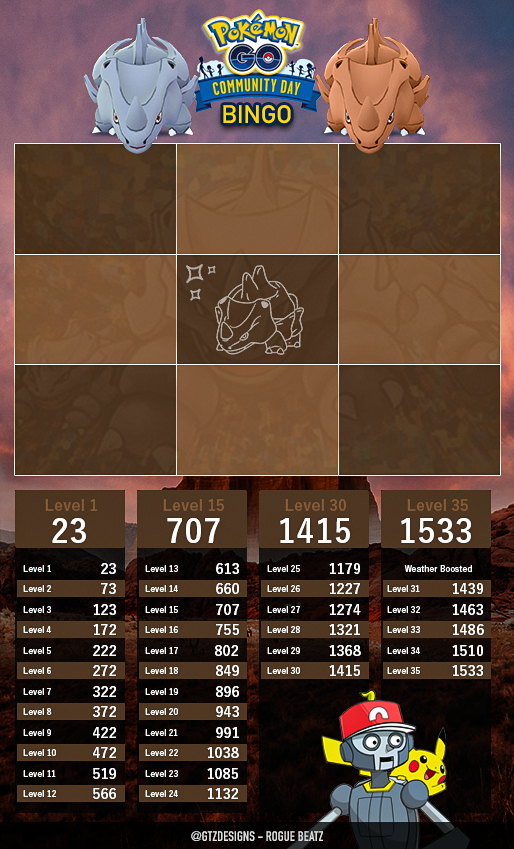 POKÉMON
GO
COMMUNITY DAY
BINGO
Level 1
23
Level 15
707
Level 30
1415
Level 35
1533
Level 1 23
Level 2 73
Level 3 123
Level 4 172
Level 5 222
Level 6 272
Level 7 322
Level 8 372
Level 9 422
Level 10 472
Level 11 519
Level 12 566
Level 13 613
Level 14 660
Level 15 707
Level 16 755
Level 17 802
Level 18 849
Level 19 896
Level 20 943
Level 21 991
Level 22 1038
Level 23 1085
Level 24 1132
Level 25 1179
Level 26 1227
Level 27 1274
Level 28 1321
Level 29 1368
Level 30 1415
Weather Boosted
Level 31 1439
Level 32 1463
Level 33 1486
Level 34 1510
Level 35 1533
@GTZDESIGNS – ROGUE BEATZ